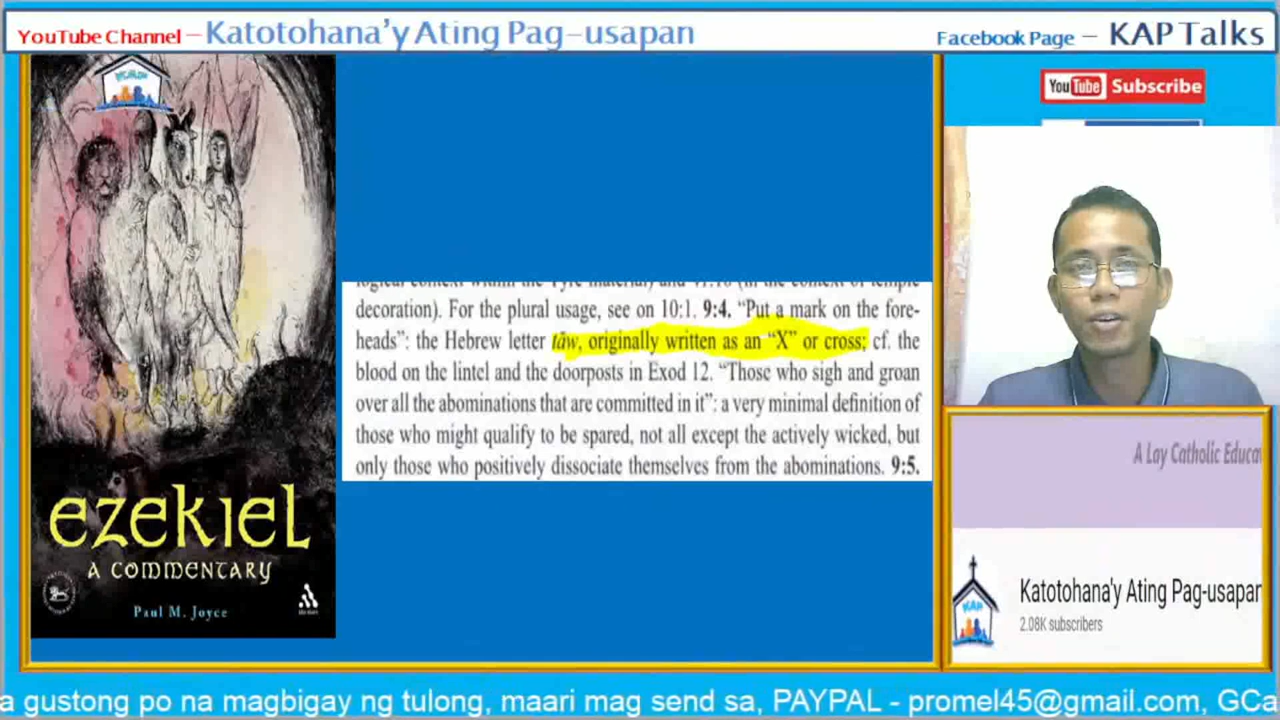 YouTube Channel – Katotohana'y Ating Pag-usapan
Facebook Page – KAP Talks
YouTube Subscribe
decoration). For the plural usage, see on 10:1. 9:4. “Put a mark on the fore-
heads”: the Hebrew letter tāw, originally written as an “X” or cross; cf. the
blood on the lintel and the doorposts in Exod 12. “Those who sigh and groan
over all the abominations that are committed in it”: a very minimal definition of
those who might qualify to be spared, not all except the actively wicked, but
only those who positively dissociate themselves from the abominations. 9:5.
ezekiel
A COMMENTARY
Paul M. Joyce
A Lay Catholic Educa
KAP
Katotohana'y Ating Pag-usapan
2.08K subscribers
a gustong po na magbigay ng tulong, maari mag send sa, PAYPAL - promel45@gmail.com, GCa